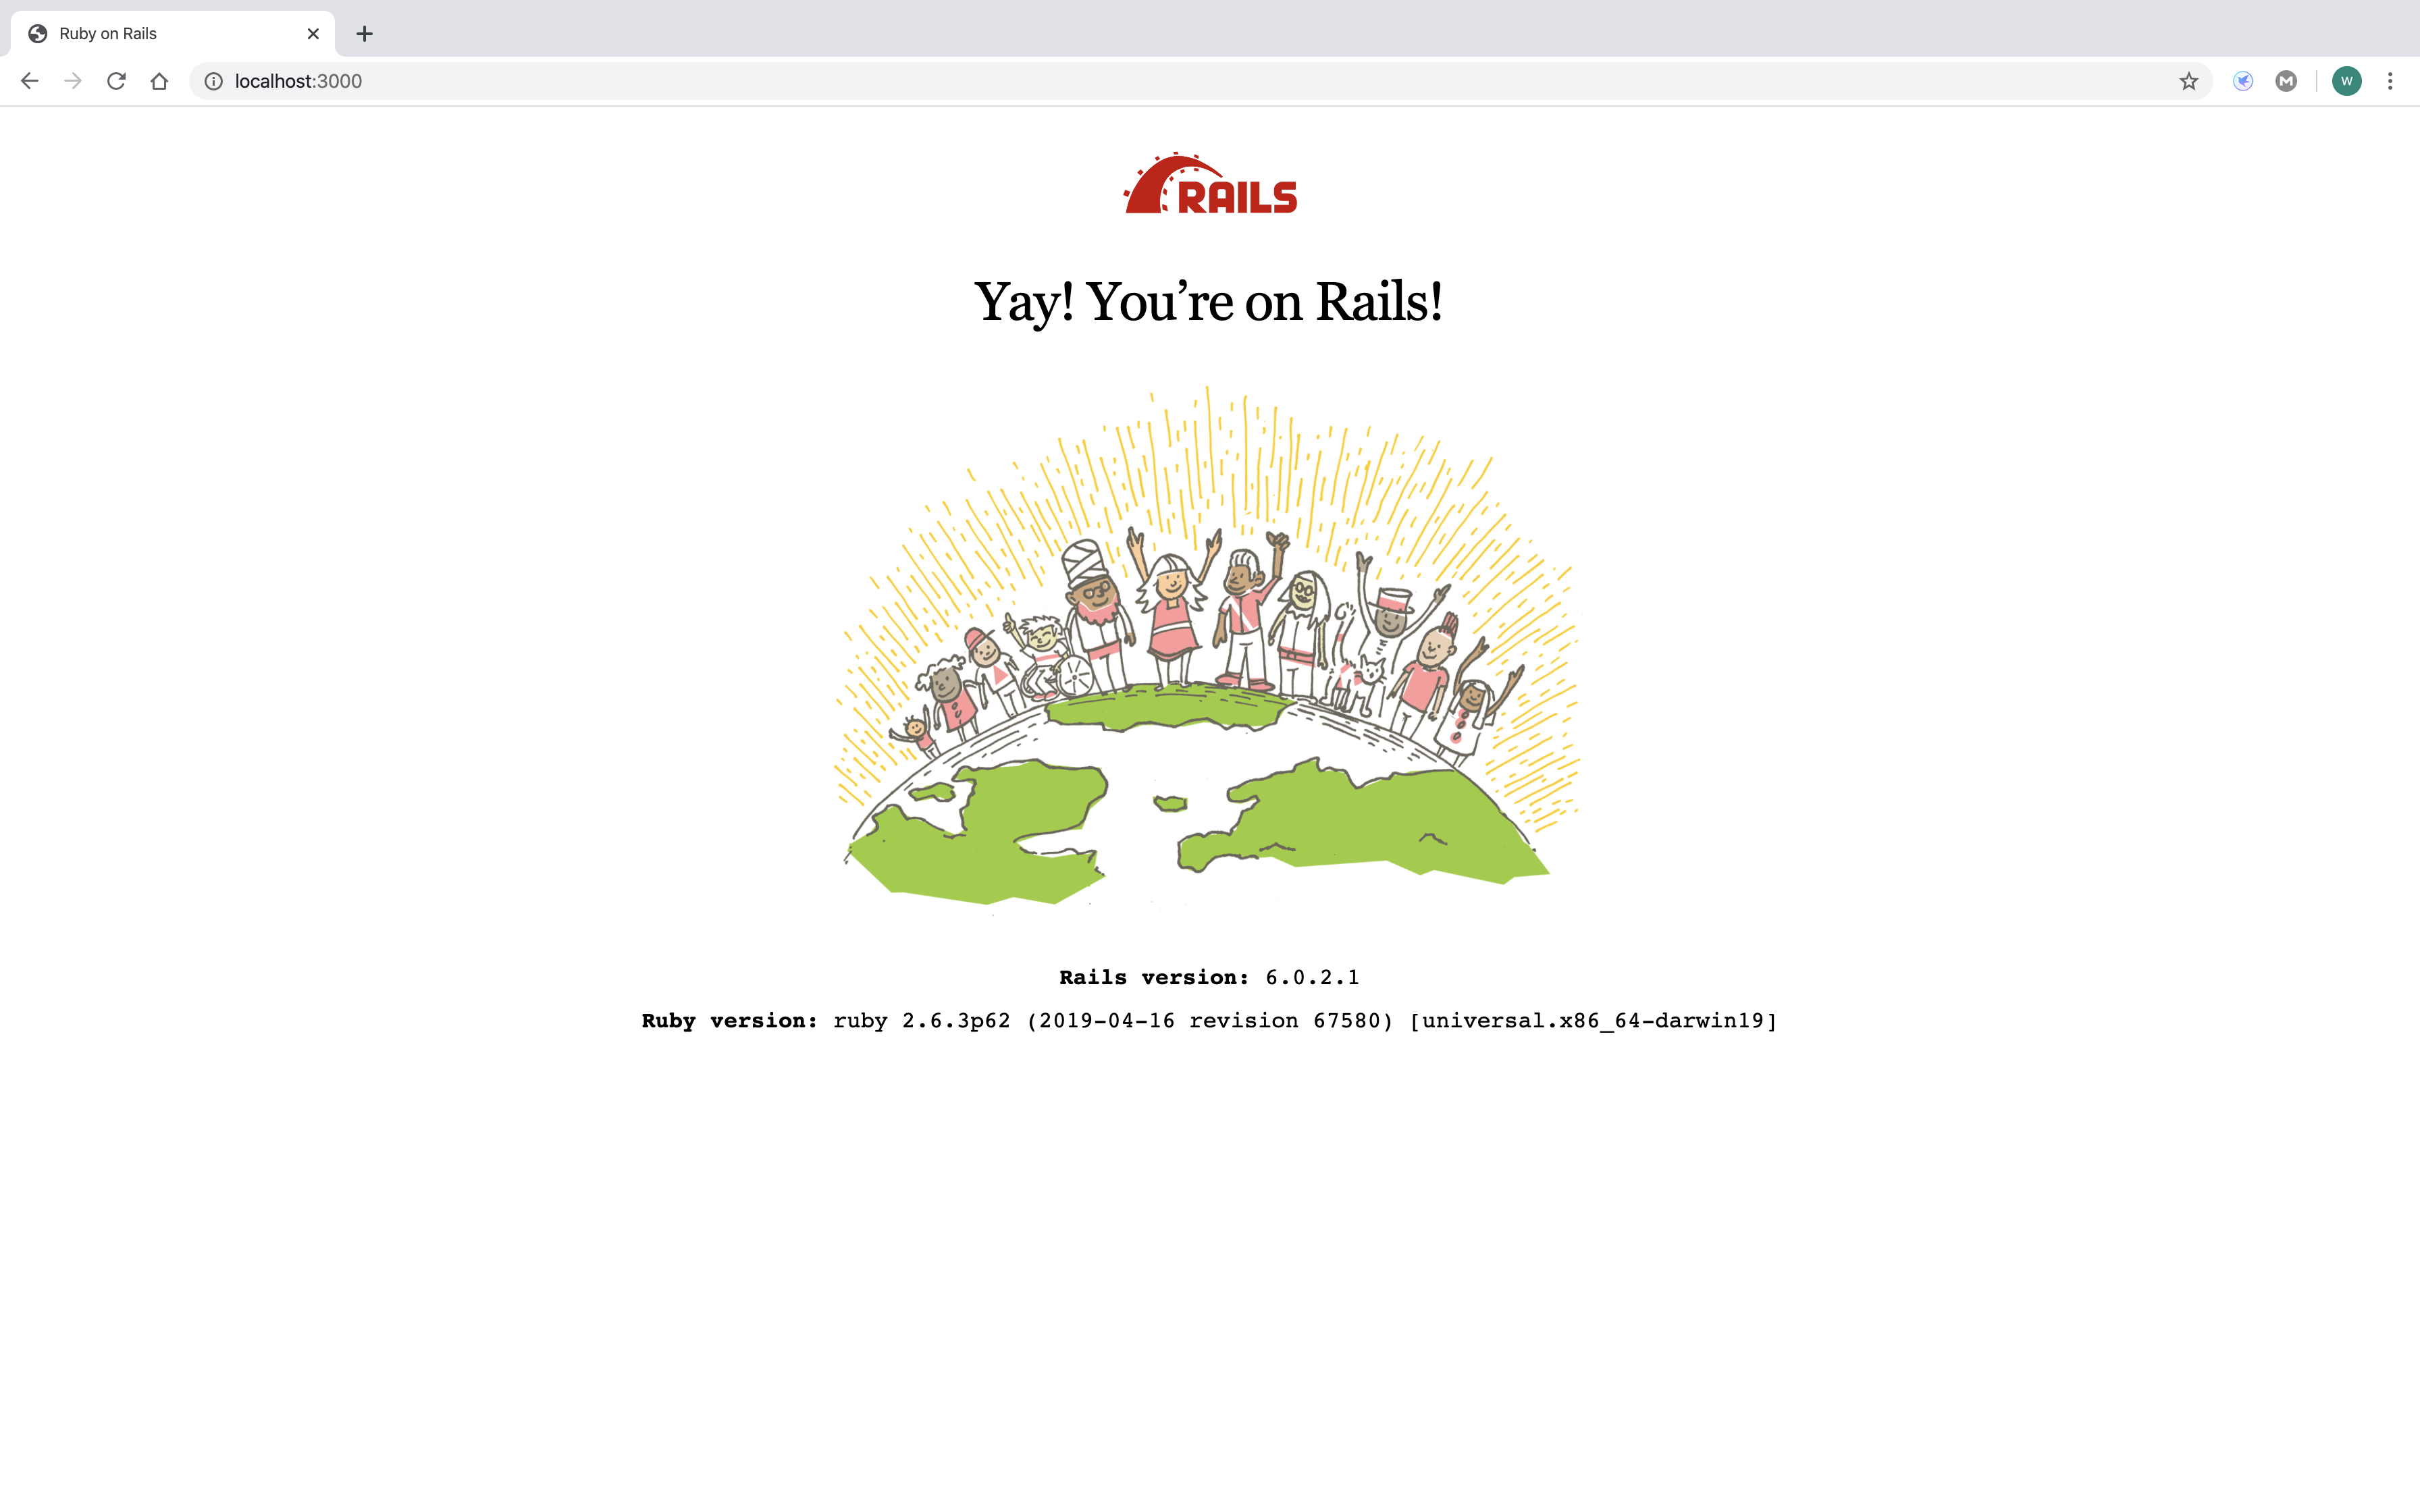 Ruby on Rails
localhost:3000
M
W
RAILS
Yay! You’re on Rails!
Rails version: 6.0.2.1
Ruby version: ruby 2.6.3p62 (2019-04-16 revision 67580) [universal.x86_64-darwin19]